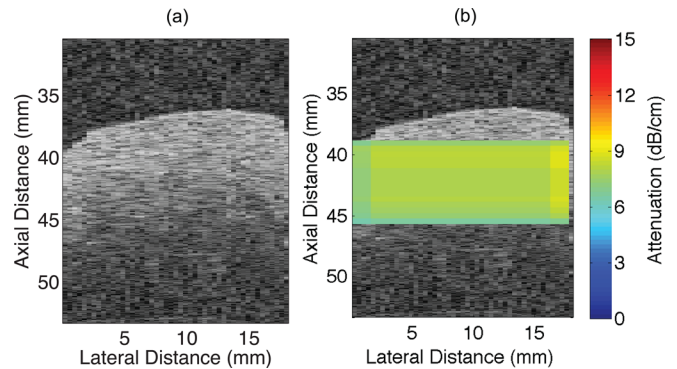 (a)
(b)
35
40
45
50
Axial Distance (mm)
5
10
15
Lateral Distance (mm)
35
40
45
50
Axial Distance (mm)
5
10
15
Lateral Distance (mm)
15
12
9
6
3
0
Attenuation (dB/cm)